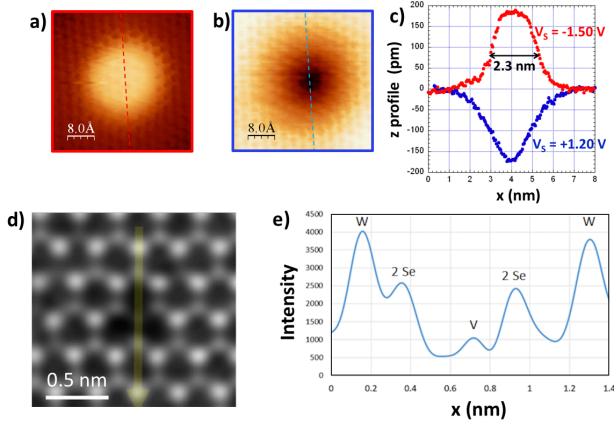 a)
8.0Å
b)
8.0Å
c)
z profile (pm)
200
150
100
50
0
-50
-100
-150
-200
0 1 2 3 4 5 6 7 8
x (nm)
VS = -1.50 V
2.3 nm
VS = +1.20 V
d)
0.5 nm
e)
Intensity
4500
4000
3500
3000
2500
2000
1500
1000
500
0
0 0.2 0.4 0.6 0.8 1 1.2 1.4
x (nm)
W
2 Se
V
2 Se
W